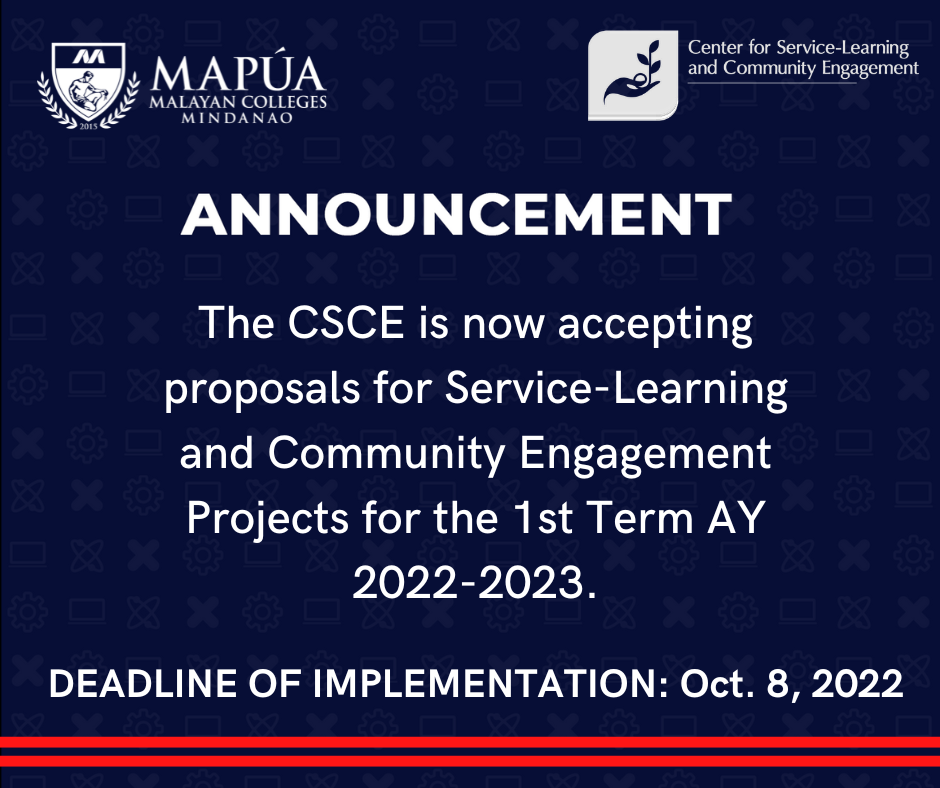 MAPÚA
MALAYAN COLLEGES
MINDANAO
2015
Center for Service-Learning
and Community Engagement
ANNOUNCEMENT
The CSCE is now accepting
proposals for Service-Learning
and Community Engagement
Projects for the 1st Term AY
2022-2023.
DEADLINE OF IMPLEMENTATION: Oct. 8, 2022